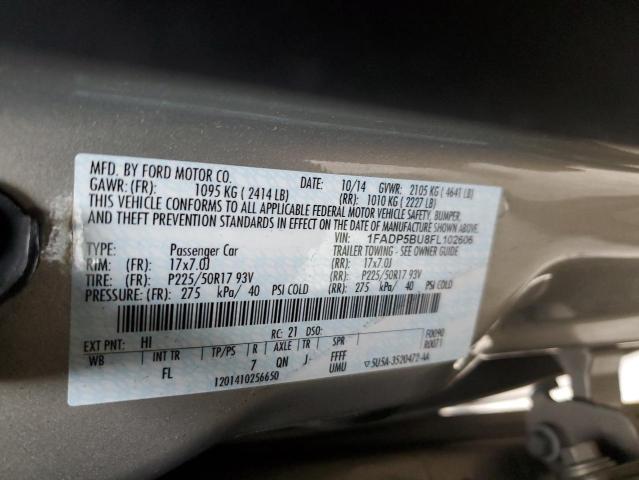 MFD. BY FORD MOTOR CO.
DATE: 10/14 GVWR: 2105 KG ( 4641 LB)
GAWR: (FR): 1095 KG ( 2414 LB) (RR): 1010 KG ( 2227 LB)
THIS VEHICLE CONFORMS TO ALL APPLICABLE FEDERAL MOTOR VEHICLE SAFETY, BUMPER,
AND THEFT PREVENTION STANDARDS IN EFFECT ON THE DATE OF MANUFACTURE SHOWN ABOVE.
VIN: 1FADP5BU8FL102606
TYPE: Passenger Car TRAILER TOWING - SEE OWNER GUIDE
RIM: (FR): 17x7.0J (RR): 17x7.0J
TIRE: (FR): P225/50R17 93V (RR): P225/50R17 93V
PRESSURE: (FR): 275 kPa/ 40 PSI COLD (RR): 275 kPa/ 40 PSI COLD
EXT PNT: HI RC: 21 DSO: F0090
WB INT TR TP/PS R AXLE TR SPR R0071
FL 7 QN J FFFF
UMU 5U5A-3520472-AA
1201410256650